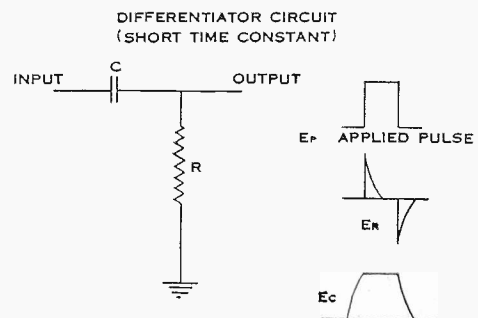 DIFFERENTIATOR CIRCUIT
(SHORT TIME CONSTANT)
C
INPUT
OUTPUT
R
EP APPLIED PULSE
ER
EC